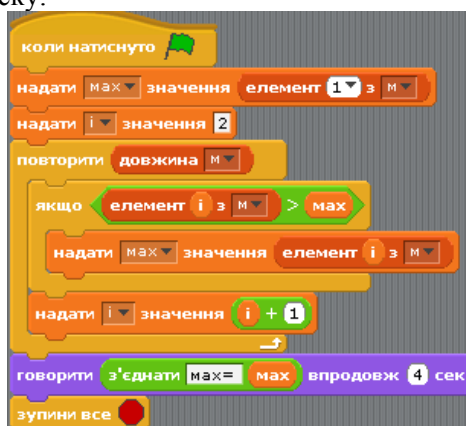 ску.
коли натиснуто
надати max значення елемент 1 з м
надати i значення 2
повторити довжина м
якщо елемент i з м > max
надати max значення елемент i з м
надати i значення i + 1
говорити з'єднати max= max впродовж 4 сек
зупини все